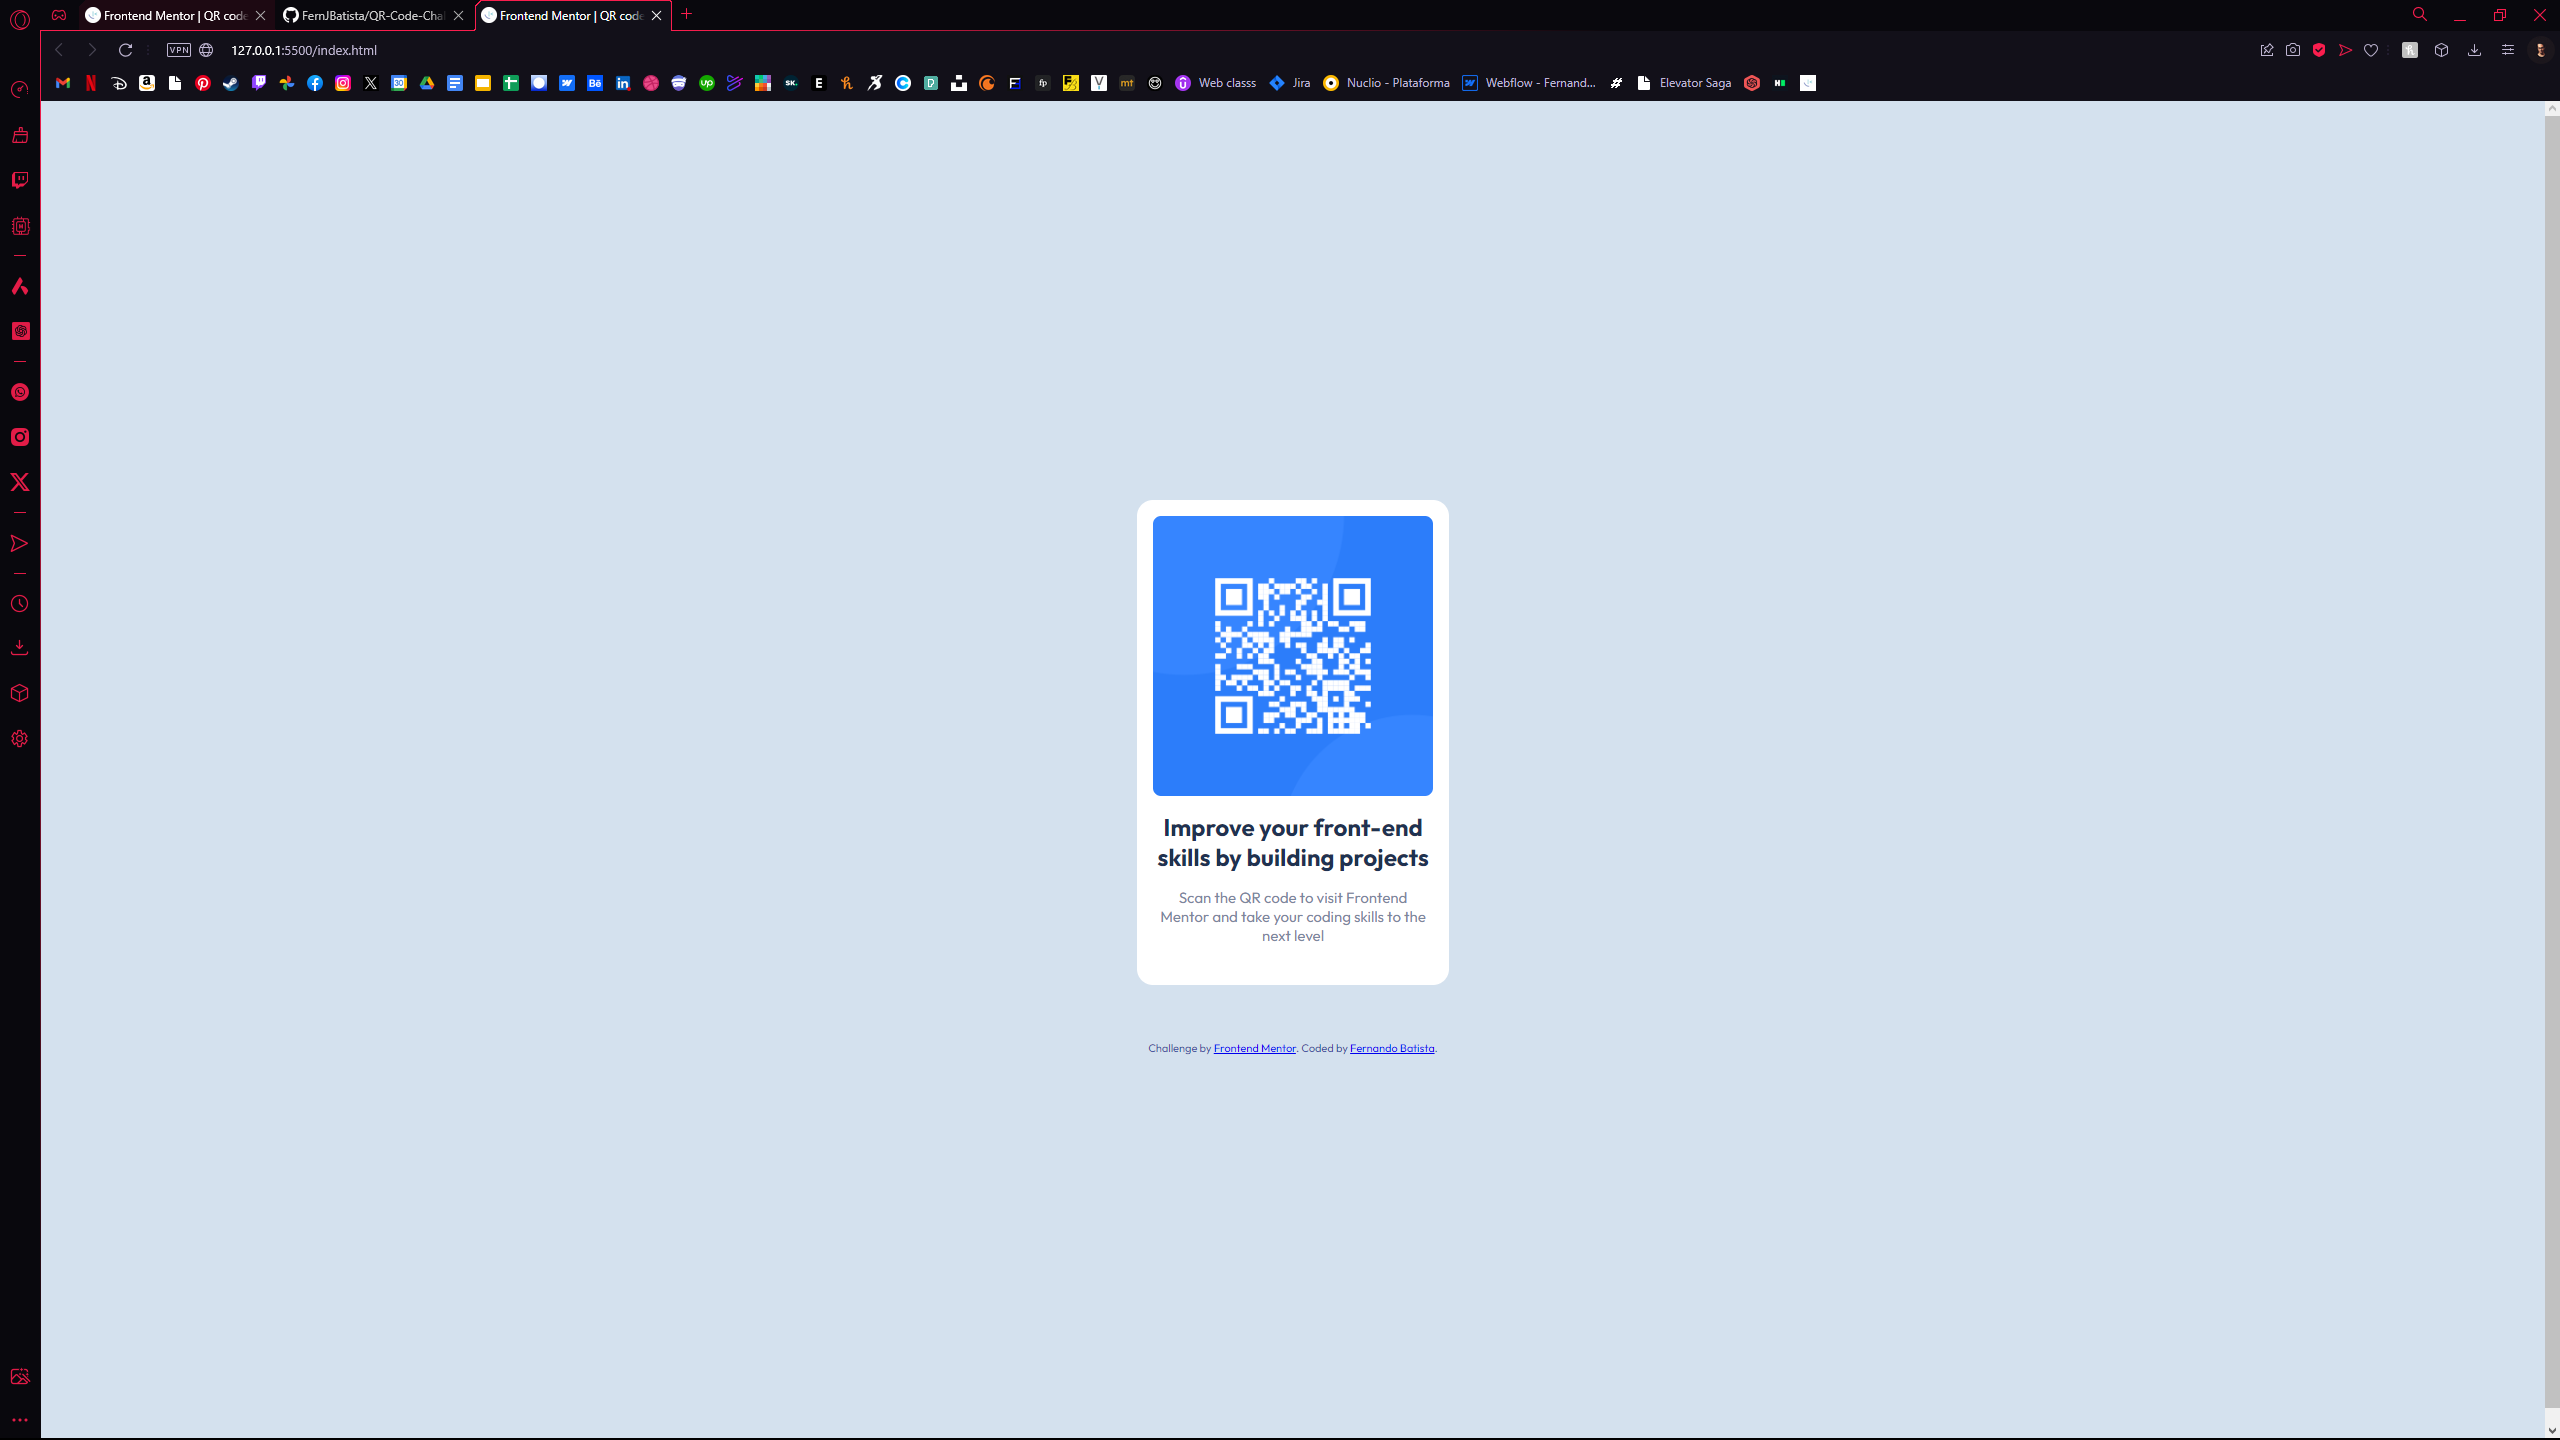 Frontend Mentor | QR code
FernJBatista/QR-Code-Chal
Frontend Mentor | QR code
VPN
127.0.0.1:5500/index.html
Web classs
Jira
Nuclio - Plataforma
Webflow - Fernand...
Elevator Saga
Improve your front-end
skills by building projects
Scan the QR code to visit Frontend
Mentor and take your coding skills to the
next level
Challenge by Frontend Mentor. Coded by Fernando Batista.